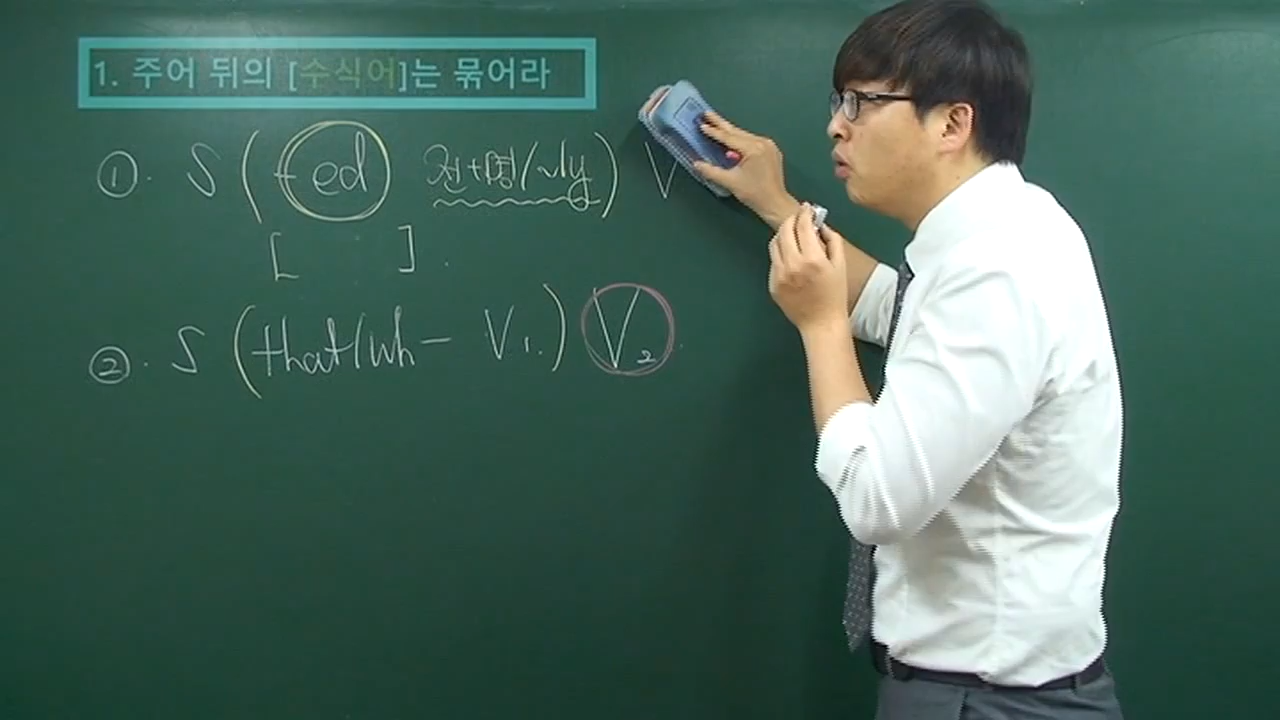 1. 주어 뒤의 [수식어]는 묶어라
①. S ( -ed 전+명/~ly ) V
[ ].
②. S (that/wh- V₁.) V₂.